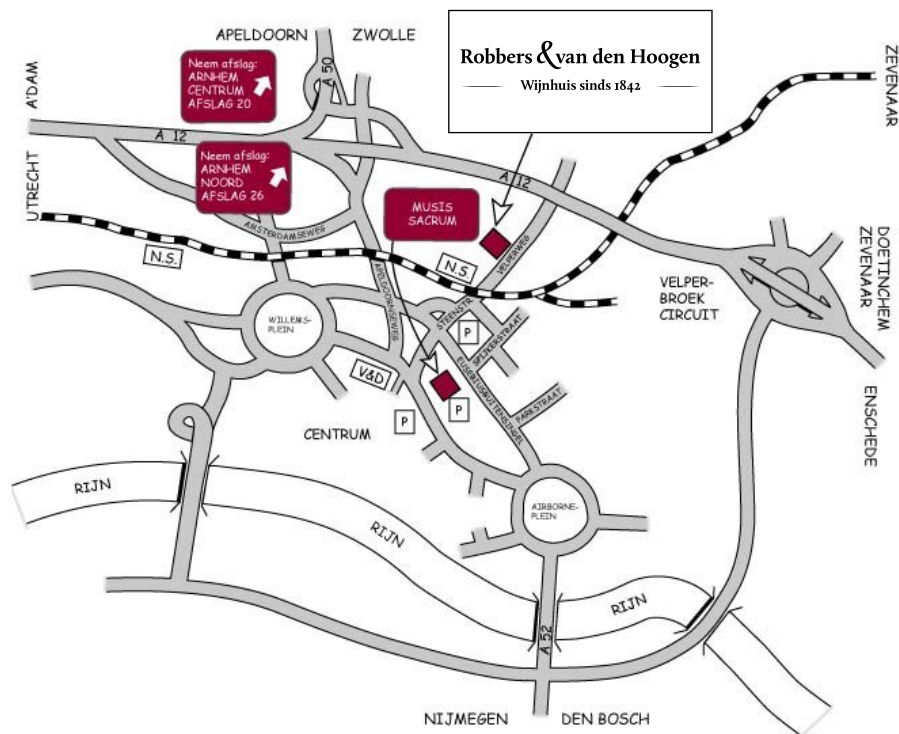 APELDOORN
ZWOLLE
Robbers & van den Hoogen
Wijnhuis sinds 1842
Neem afslag:
ARNHEM
CENTRUM
AFSLAG 20
A 50
ZEVENAAR
A'DAM
A 12
Neem afslag:
ARNHEM
NOORD
AFSLAG 26
A 12
UTRECHT
MUSIS
SACRUM
AMSTERDAMSEWEG
VELPERWEG
N.S.
N.S.
DOETINCHEM
ZEVENAAR
VELPER-
BROEK
CIRCUIT
APELDOORNSEWEG
WILLEMS-
PLEIN
STEENSTR.
P
SPIJKERSTRAAT
V&D
EUSEBIUSBUITENSINGEL
P
P
PARKSTRAAT
ENSCHEDE
CENTRUM
RIJN
AIRBORNE-
PLEIN
RIJN
RIJN
A 52
NIJMEGEN
DEN BOSCH